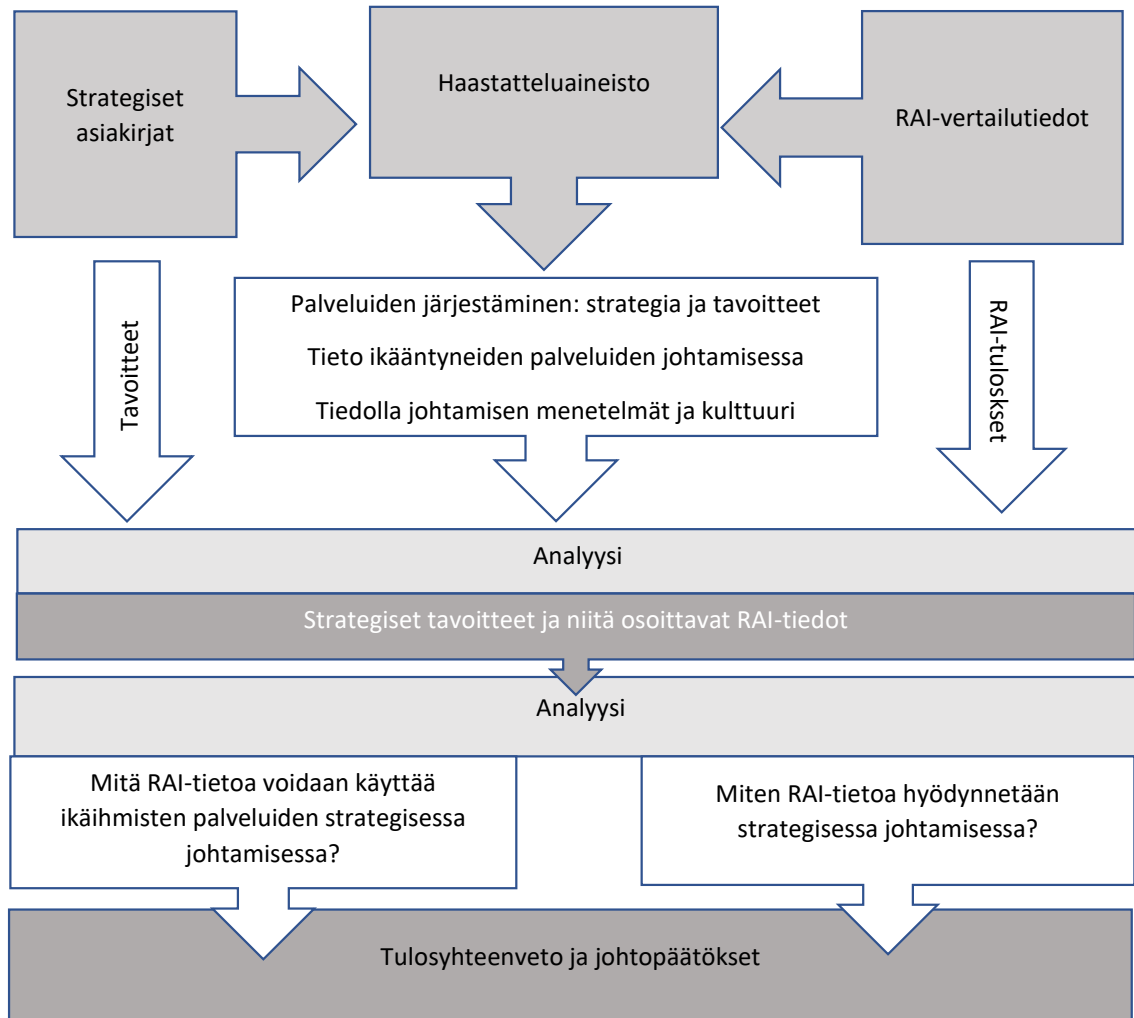 Strategiset
asiakirjat
Haastatteluaineisto
RAI-vertailutiedot
Tavoitteet
Palveluiden järjestäminen: strategia ja tavoitteet
Tieto ikääntyneiden palveluiden johtamisessa
Tiedolla johtamisen menetelmät ja kulttuuri
RAI-tuloskset
Analyysi
Strategiset tavoitteet ja niitä osoittavat RAI-tiedot
Analyysi
Mitä RAI-tietoa voidaan käyttää
ikäihmisten palveluiden strategisessa
johtamisessa?
Miten RAI-tietoa hyödynnetään
strategisessa johtamisessa?
Tulosyhteenveto ja johtopäätökset